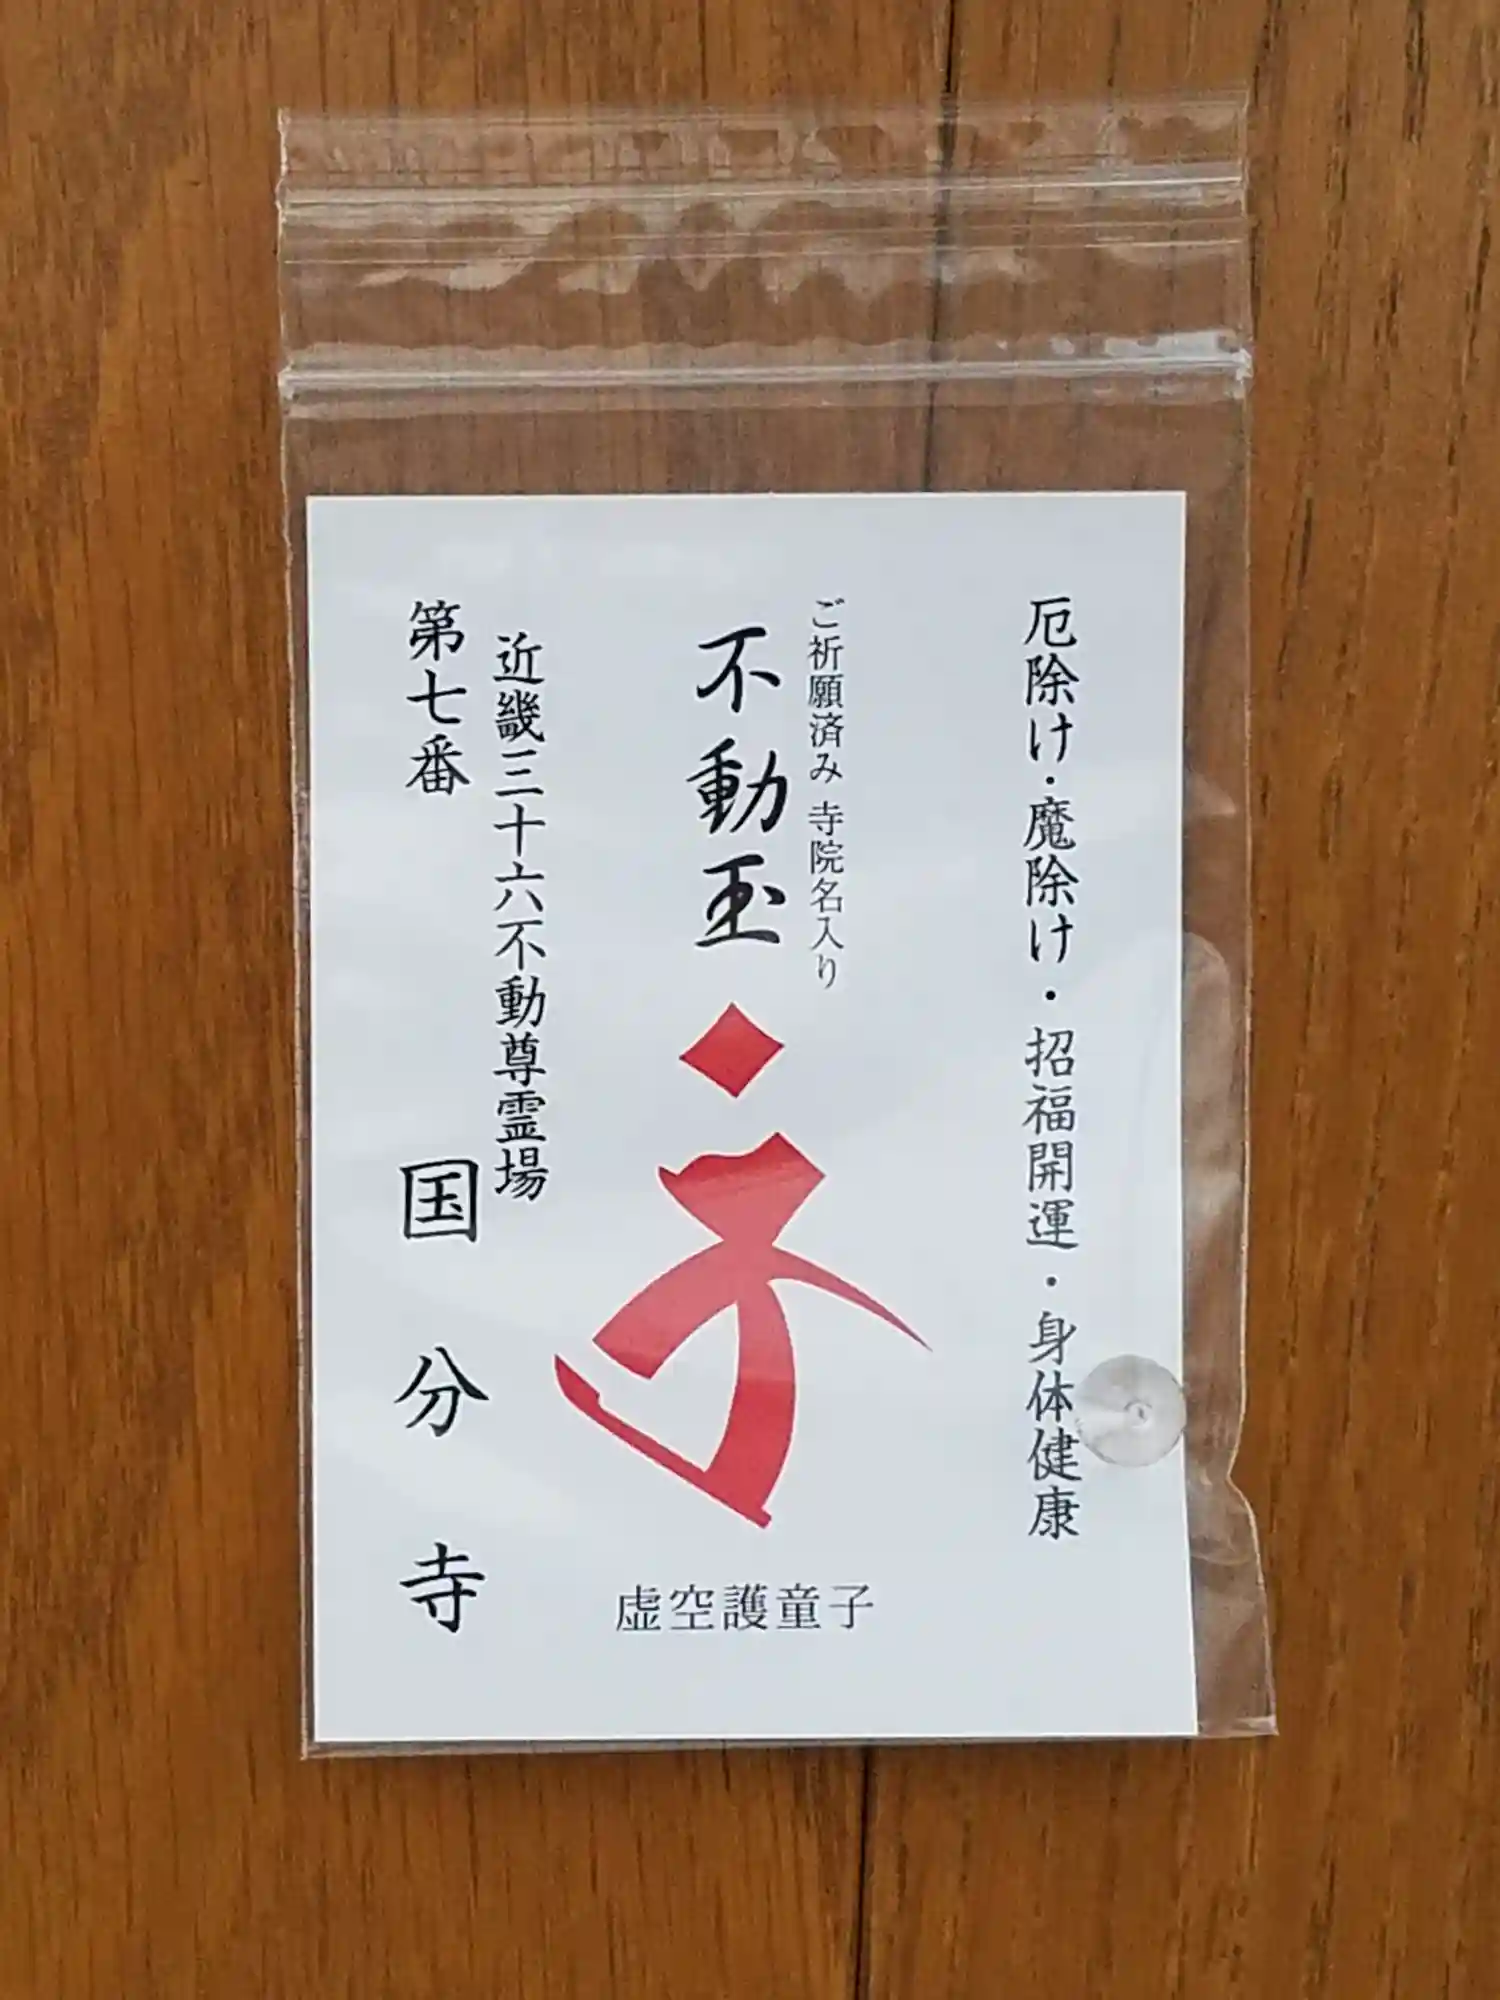 厄除け・魔除け・招福開運・身体健康
ご祈願済み 寺院名入り
不動玉
虚空護童子
近畿三十六不動尊霊場
第七番 国分寺